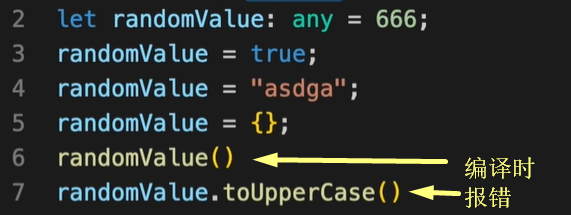 2 let randomValue: any = 666;
3 randomValue = true;
4 randomValue = "asdga";
5 randomValue = {};
6 randomValue()
7 randomValue.toUpperCase()
编译时
报错